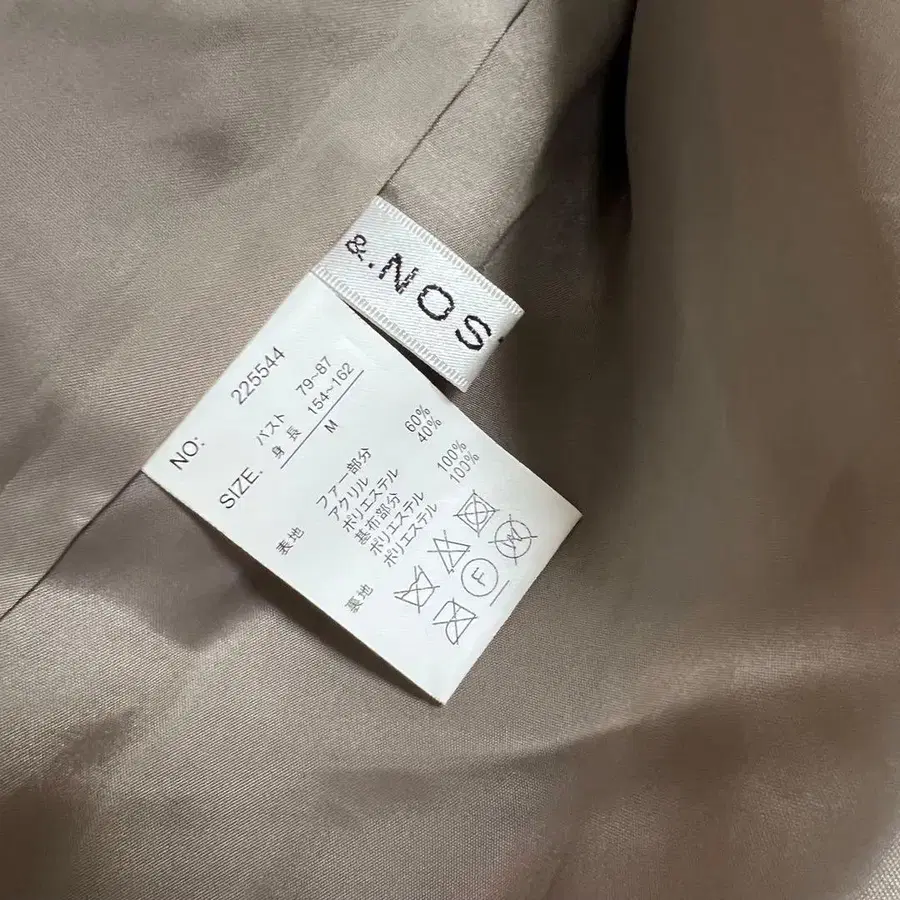 &.NOS
NO: 225544
SIZE. バスト 79~87
身長 154~162
M
表地 ファー部分
アクリル 60%
ポリエステル 40%
基布部分
ポリエステル 100%
裏地 ポリエステル 100%
F
W